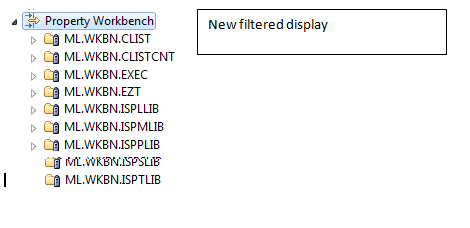 Property Workbench
New filtered display
ML.WKBN.CLIST
ML.WKBN.CLISTCNT
ML.WKBN.EXEC
ML.WKBN.EZT
ML.WKBN.ISPLLIB
ML.WKBN.ISPMLIB
ML.WKBN.ISPPLIB
ML.WKBN.ISPSLIB
ML.WKBN.ISPTLIB